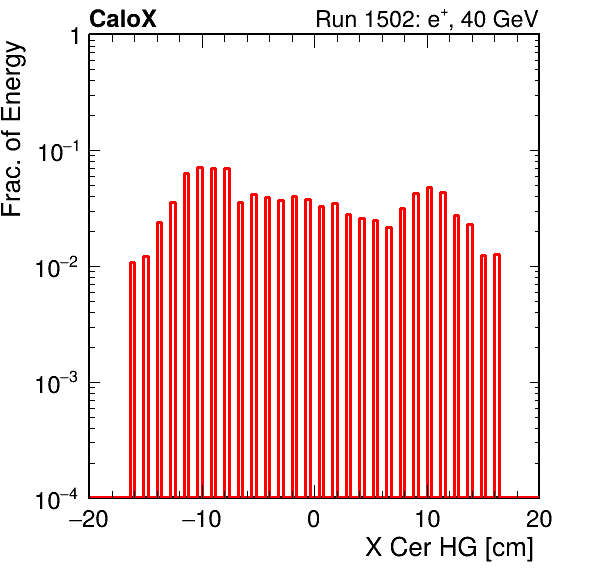 CaloX Run 1502: e⁺, 40 GeV
Frac. of Energy
1
10⁻¹
10⁻²
10⁻³
10⁻⁴
−20 −10 0 10 20
X Cer HG [cm]